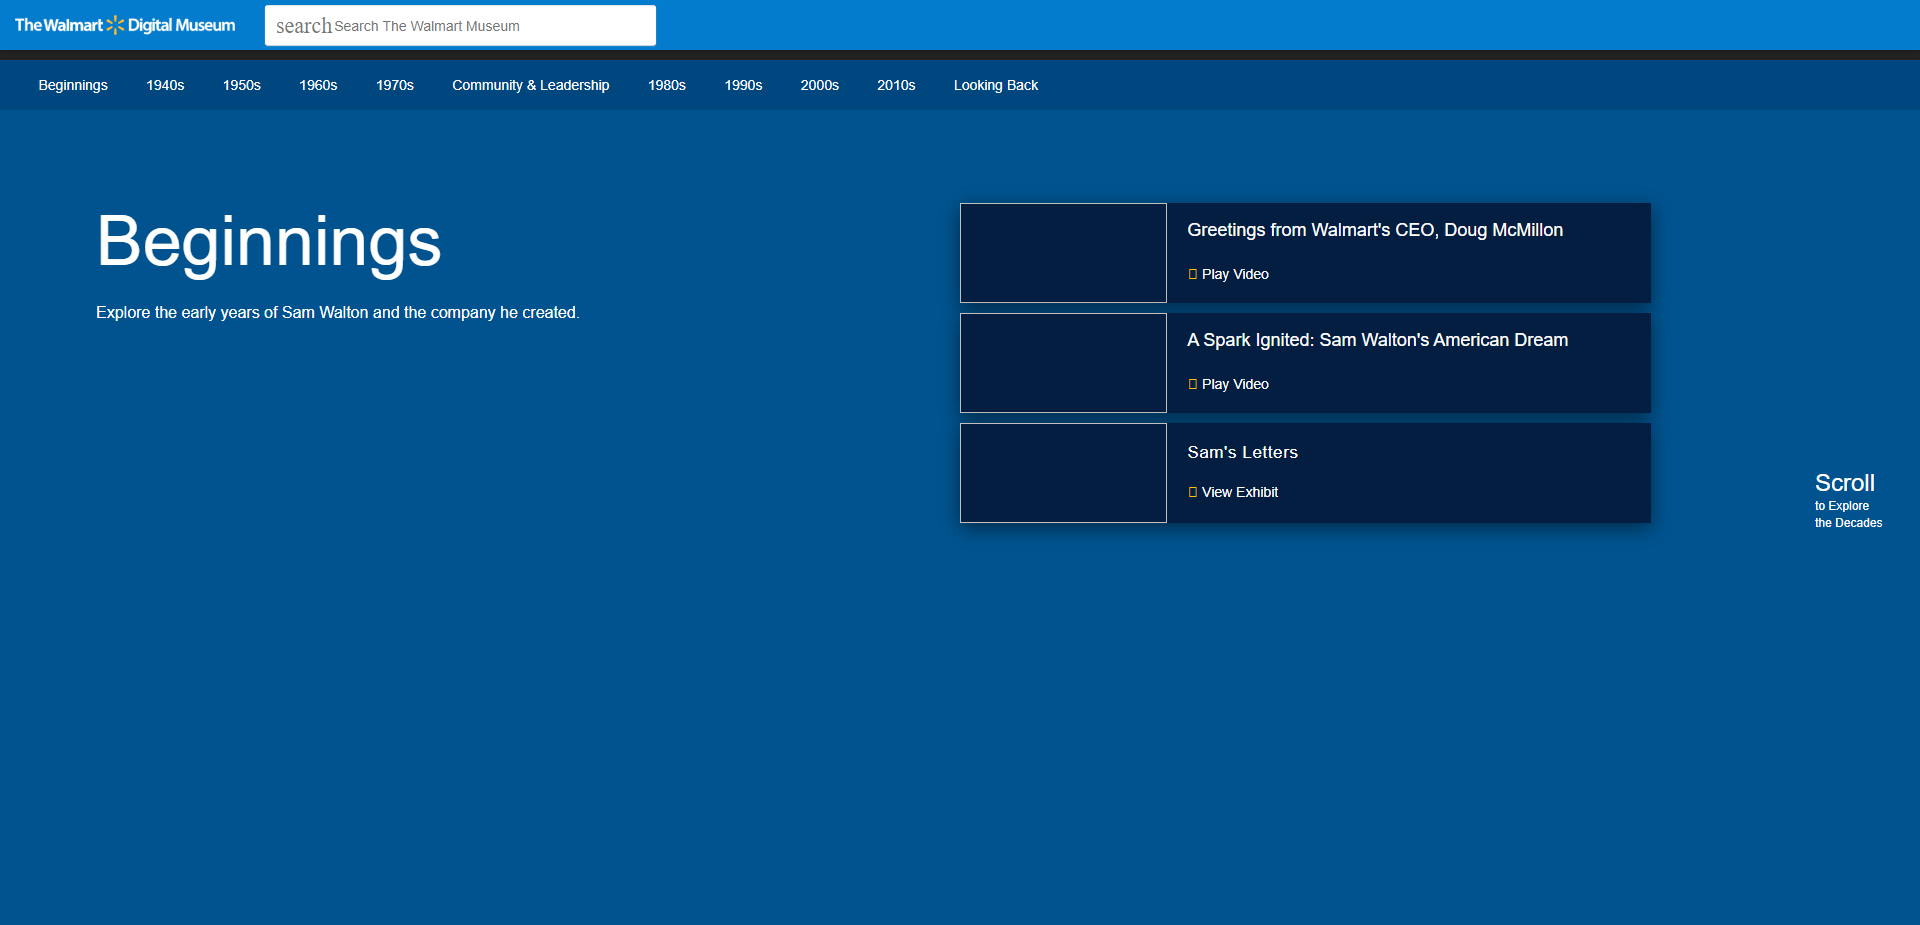 The Walmart Digital Museum
search Search The Walmart Museum
Beginnings 1940s 1950s 1960s 1970s Community & Leadership 1980s 1990s 2000s 2010s Looking Back
Beginnings
Explore the early years of Sam Walton and the company he created.
Greetings from Walmart's CEO, Doug McMillon
Play Video
A Spark Ignited: Sam Walton's American Dream
Play Video
Sam's Letters
View Exhibit
Scroll
to Explore
the Decades